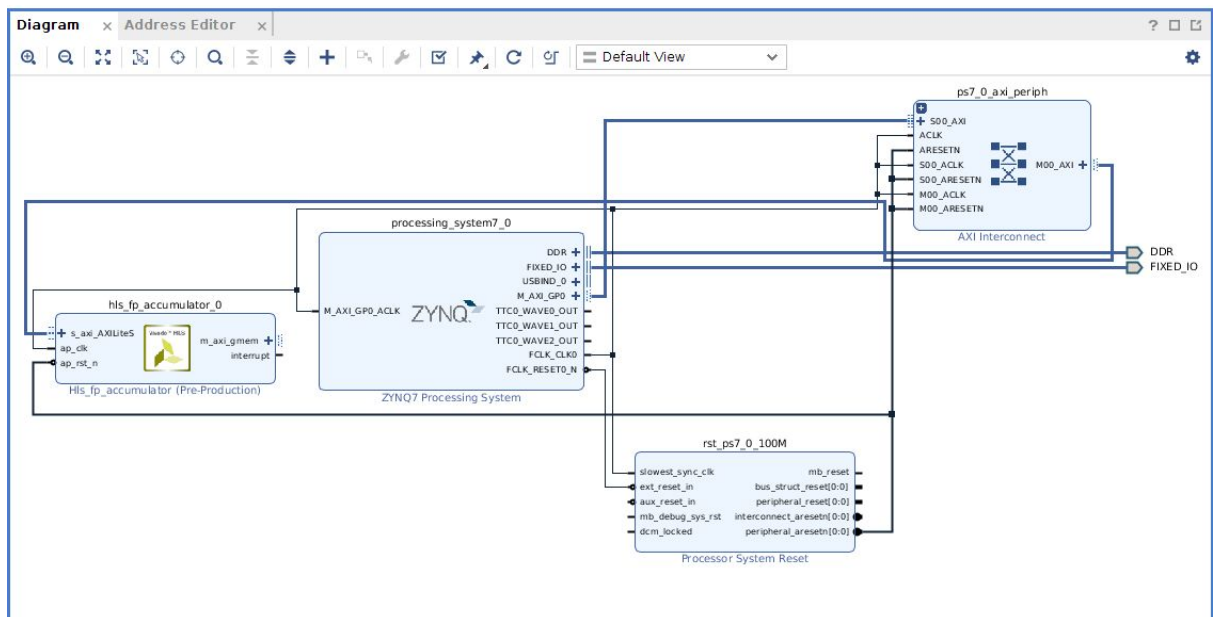 Diagram
Address Editor
Default View
ps7_0_axi_periph
S00_AXI
ACLK
ARESETN
S00_ACLK
S00_ARESETN
M00_ACLK
M00_ARESETN
M00_AXI
AXI Interconnect
DDR
FIXED_IO
processing_system7_0
M_AXI_GP0_ACLK
ZYNQ
DDR
FIXED_IO
USBIND_0
M_AXI_GP0
TTC0_WAVE0_OUT
TTC0_WAVE1_OUT
TTC0_WAVE2_OUT
FCLK_CLK0
FCLK_RESET0_N
ZYNQ7 Processing System
hls_fp_accumulator_0
s_axi_AXILiteS
ap_clk
ap_rst_n
m_axi_gmem
interrupt
Hls_fp_accumulator (Pre-Production)
rst_ps7_0_100M
slowest_sync_clk
ext_reset_in
aux_reset_in
mb_debug_sys_rst
dcm_locked
mb_reset
bus_struct_reset[0:0]
peripheral_reset[0:0]
interconnect_aresetn[0:0]
peripheral_aresetn[0:0]
Processor System Reset